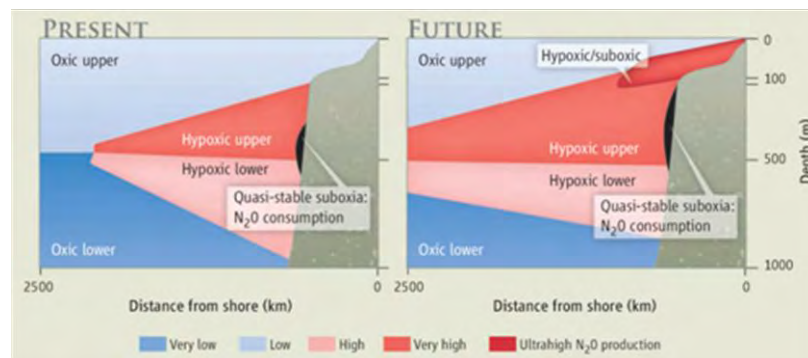 PRESENT
FUTURE
Oxic upper
Hypoxic upper
Hypoxic lower
Quasi-stable suboxia:
N₂O consumption
Oxic lower
2500
0
Distance from shore (km)
Oxic upper
Hypoxic/suboxic
Hypoxic upper
Hypoxic lower
Quasi-stable suboxia:
N₂O consumption
Oxic lower
0
100
500
1000
Depth (m)
2500
0
Distance from shore (km)
Very low
Low
High
Very high
Ultrahigh N₂O production